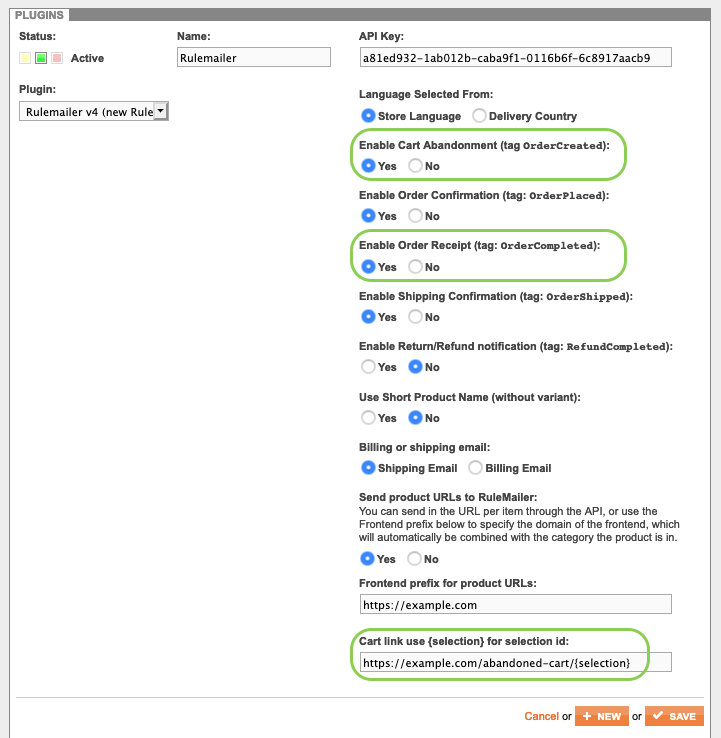 PLUGINS
Status:
Active
Name:
Rulemailer
API Key:
a81ed932-1ab012b-caba9f1-0116b6f-6c8917aacb9
Plugin:
Rulemailer v4 (new Rule
Language Selected From:
Store Language Delivery Country
Enable Cart Abandonment (tag OrderCreated):
Yes No
Enable Order Confirmation (tag: OrderPlaced):
Yes No
Enable Order Receipt (tag: OrderCompleted):
Yes No
Enable Shipping Confirmation (tag: OrderShipped):
Yes No
Enable Return/Refund notification (tag: RefundCompleted):
Yes No
Use Short Product Name (without variant):
Yes No
Billing or shipping email:
Shipping Email Billing Email
Send product URLs to RuleMailer:
You can send in the URL per item through the API, or use the
Frontend prefix below to specify the domain of the frontend, which
will automatically be combined with the category the product is in.
Yes No
Frontend prefix for product URLs:
https://example.com
Cart link use {selection} for selection id:
https://example.com/abandoned-cart/{selection}
Cancel or + NEW or SAVE